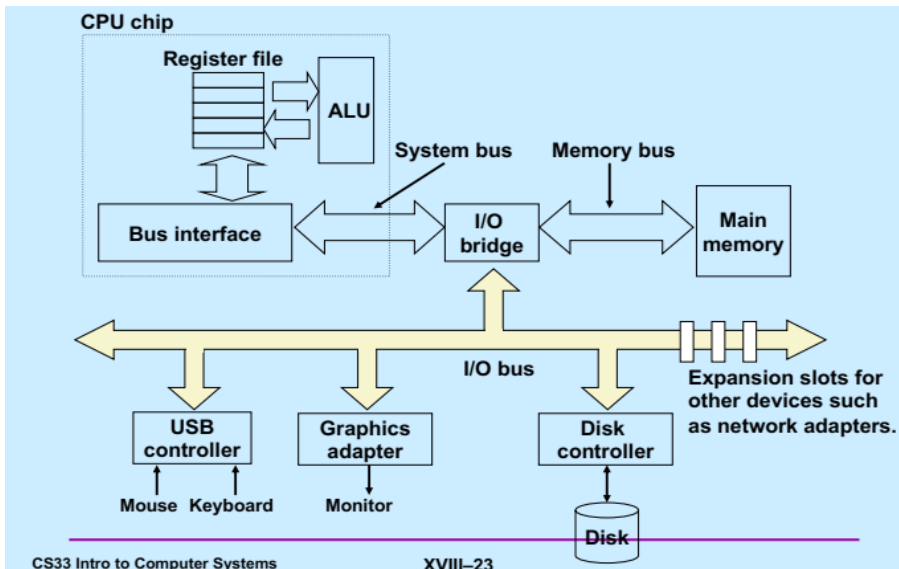 CPU chip
Register file
ALU
System bus
Memory bus
Bus interface
I/O
bridge
Main
memory
I/O bus
Expansion slots for
other devices such
as network adapters.
USB
controller
Graphics
adapter
Disk
controller
Mouse
Keyboard
Monitor
Disk
CS33 Intro to Computer Systems
XVIII–23